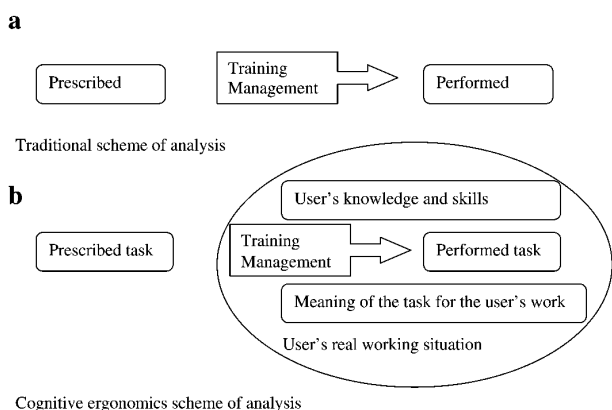 a
Prescribed
Training
Management
Performed
Traditional scheme of analysis
b
User's knowledge and skills
Prescribed task
Training
Management
Performed task
Meaning of the task for the user's work
User's real working situation
Cognitive ergonomics scheme of analysis